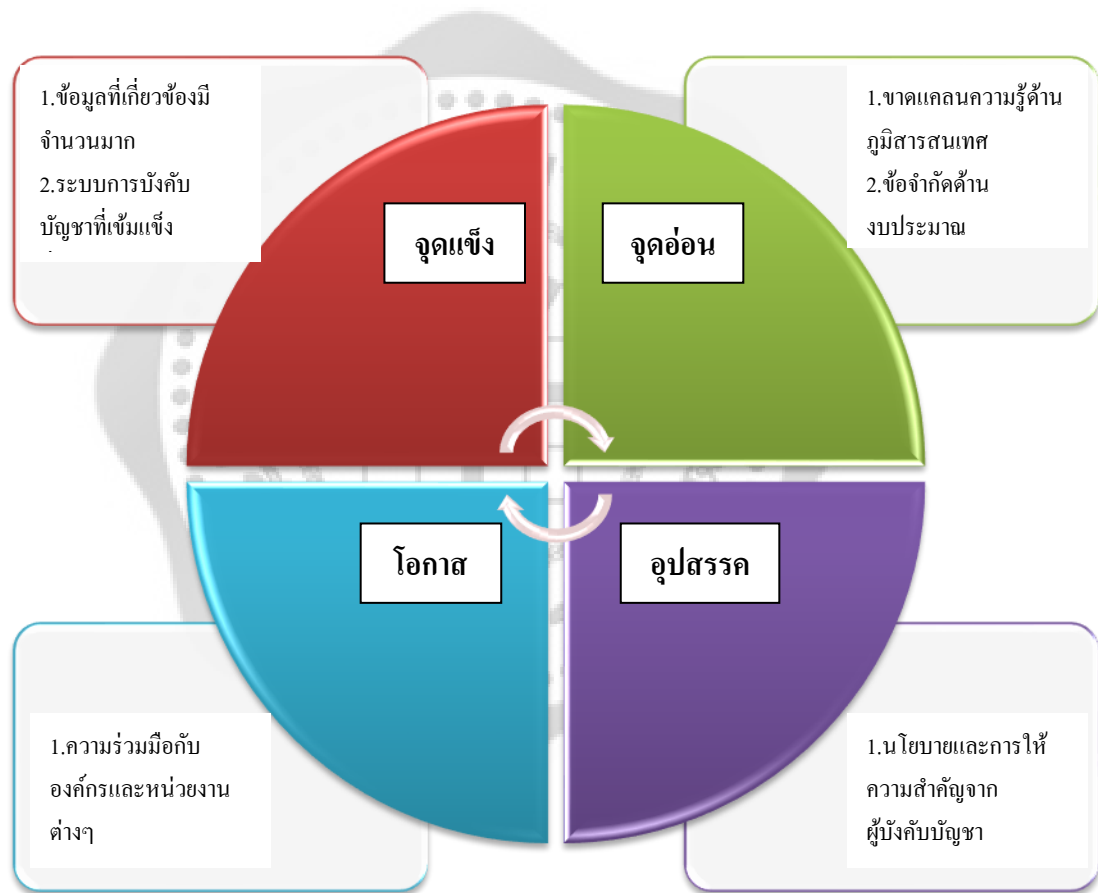 1.ข้อมูลที่เกี่ยวข้องมี
จำนวนมาก
2.ระบบการบังคับ
บัญชาที่เข้มแข็ง
จุดแข็ง
1.ขาดแคลนความรู้ด้าน
ภูมิสารสนเทศ
2.ข้อจำกัดด้าน
งบประมาณ
จุดอ่อน
โอกาส
1.ความร่วมมือกับ
องค์กรและหน่วยงาน
ต่างๆ
อุปสรรค
1.นโยบายและการให้
ความสำคัญจาก
ผู้บังคับบัญชา